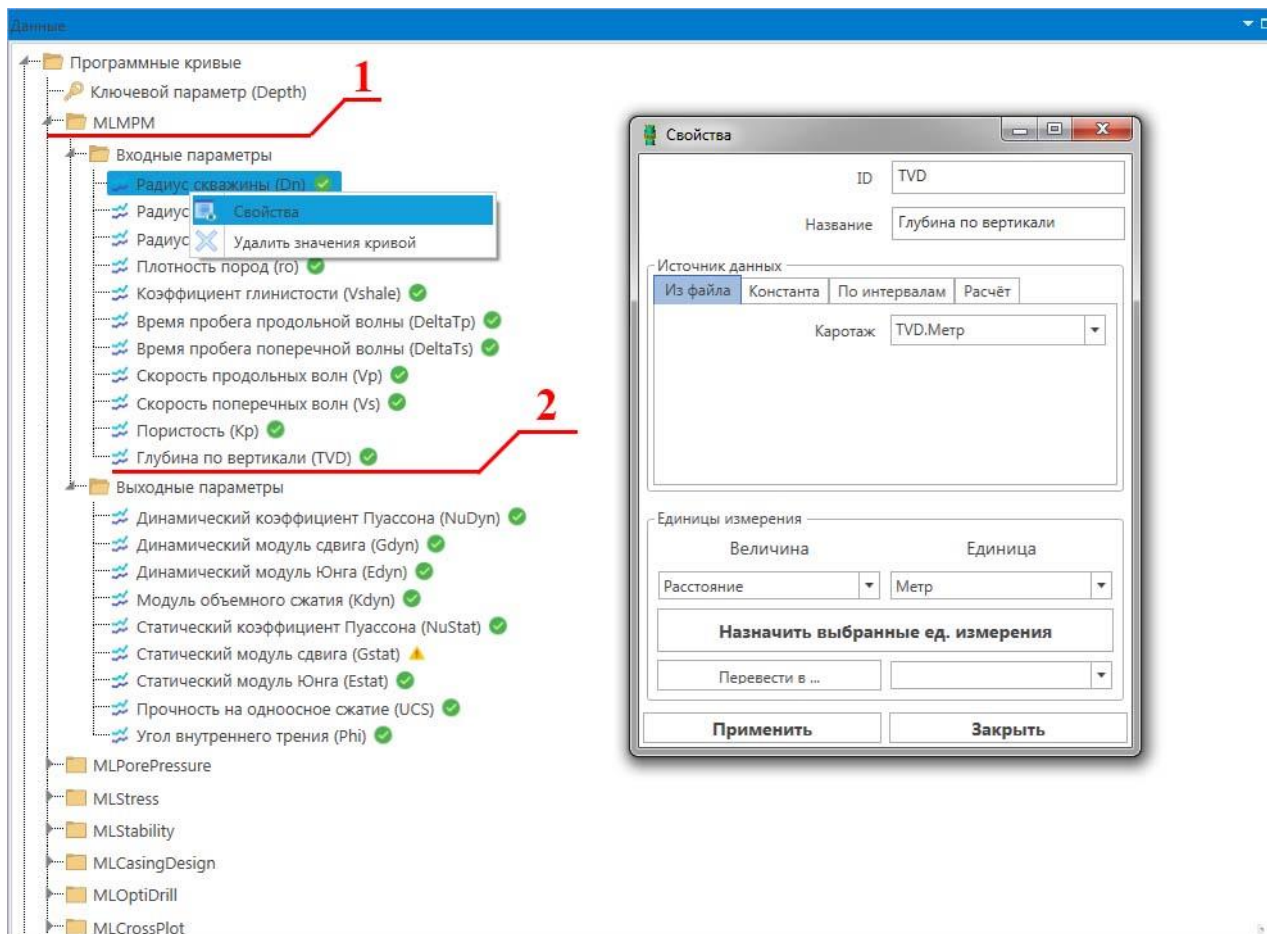 Данные
Программные кривые
Ключевой параметр (Depth)
1
MLMPM
Входные параметры
Радиус скважины (Dn)
Радиус
Свойства
Радиус
Удалить значения кривой
Плотность пород (ro)
Коэффициент глинистости (Vshale)
Время пробега продольной волны (DeltaTp)
Время пробега поперечной волны (DeltaTs)
Скорость продольных волн (Vp)
Скорость поперечных волн (Vs)
2
Пористость (Kp)
Глубина по вертикали (TVD)
Выходные параметры
Динамический коэффициент Пуассона (NuDyn)
Динамический модуль сдвига (Gdyn)
Динамический модуль Юнга (Edyn)
Модуль объемного сжатия (Kdyn)
Статический коэффициент Пуассона (NuStat)
Статический модуль сдвига (Gstat)
Статический модуль Юнга (Estat)
Прочность на одноосное сжатие (UCS)
Угол внутреннего трения (Phi)
MLPorePressure
MLStress
MLStability
MLCasingDesign
MLOptiDrill
MLCrossPlot
Свойства
ID TVD
Название Глубина по вертикали
Источник данных
Из файла Константа По интервалам Расчёт
Каротаж TVD.Метр
Единицы измерения
Величина Единица
Расстояние Метр
Назначить выбранные ед. измерения
Перевести в ...
Применить Закрыть